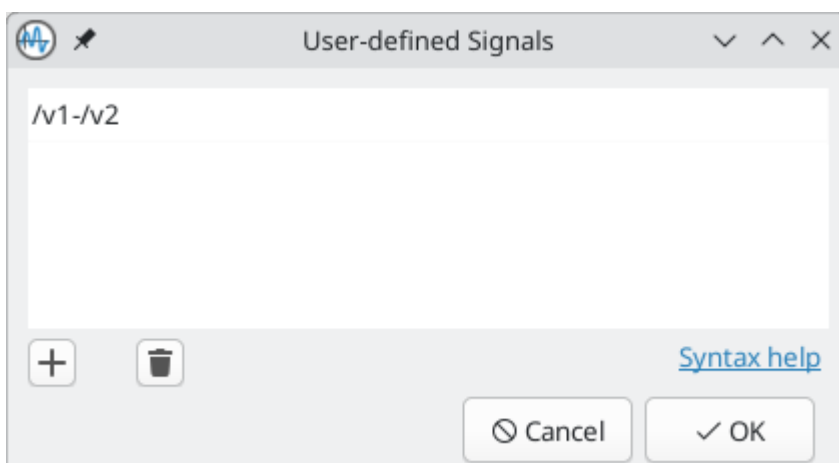 User-defined Signals
/v1-/v2
Syntax help
Cancel
OK